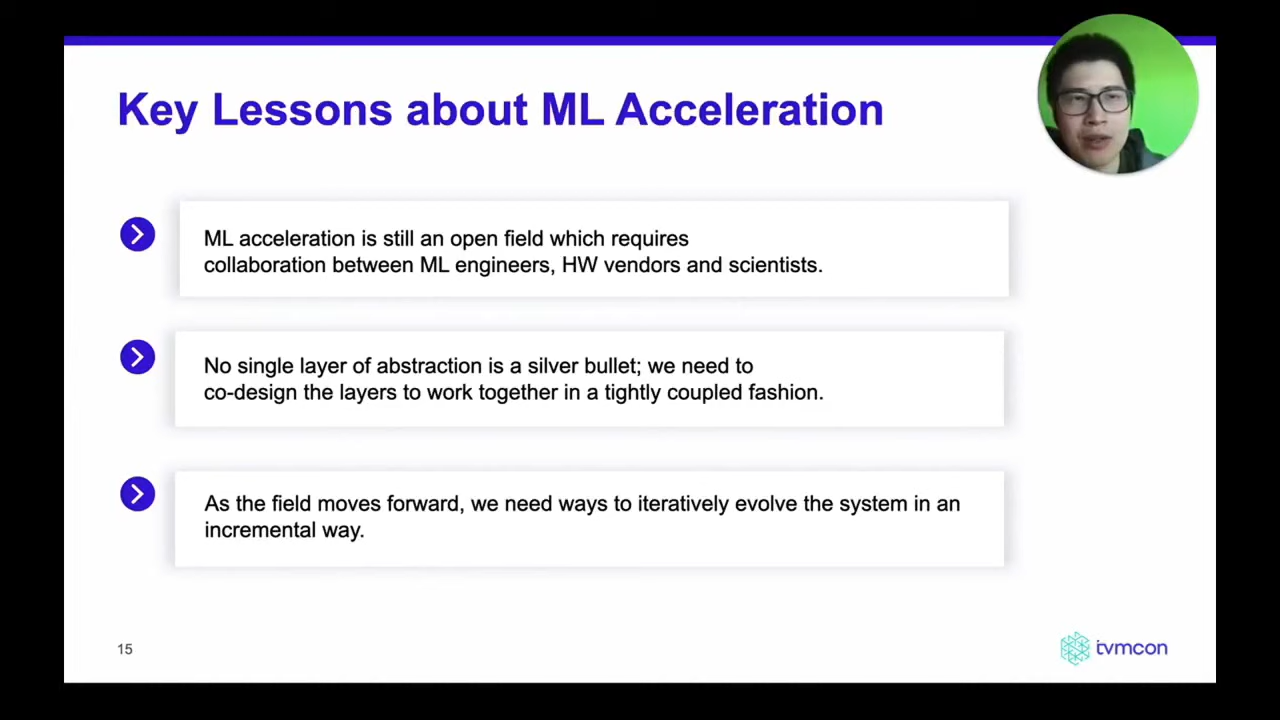 Key Lessons about ML Acceleration
ML acceleration is still an open field which requires
collaboration between ML engineers, HW vendors and scientists.
No single layer of abstraction is a silver bullet; we need to
co-design the layers to work together in a tightly coupled fashion.
As the field moves forward, we need ways to iteratively evolve the system in an
incremental way.
15
tvmcon